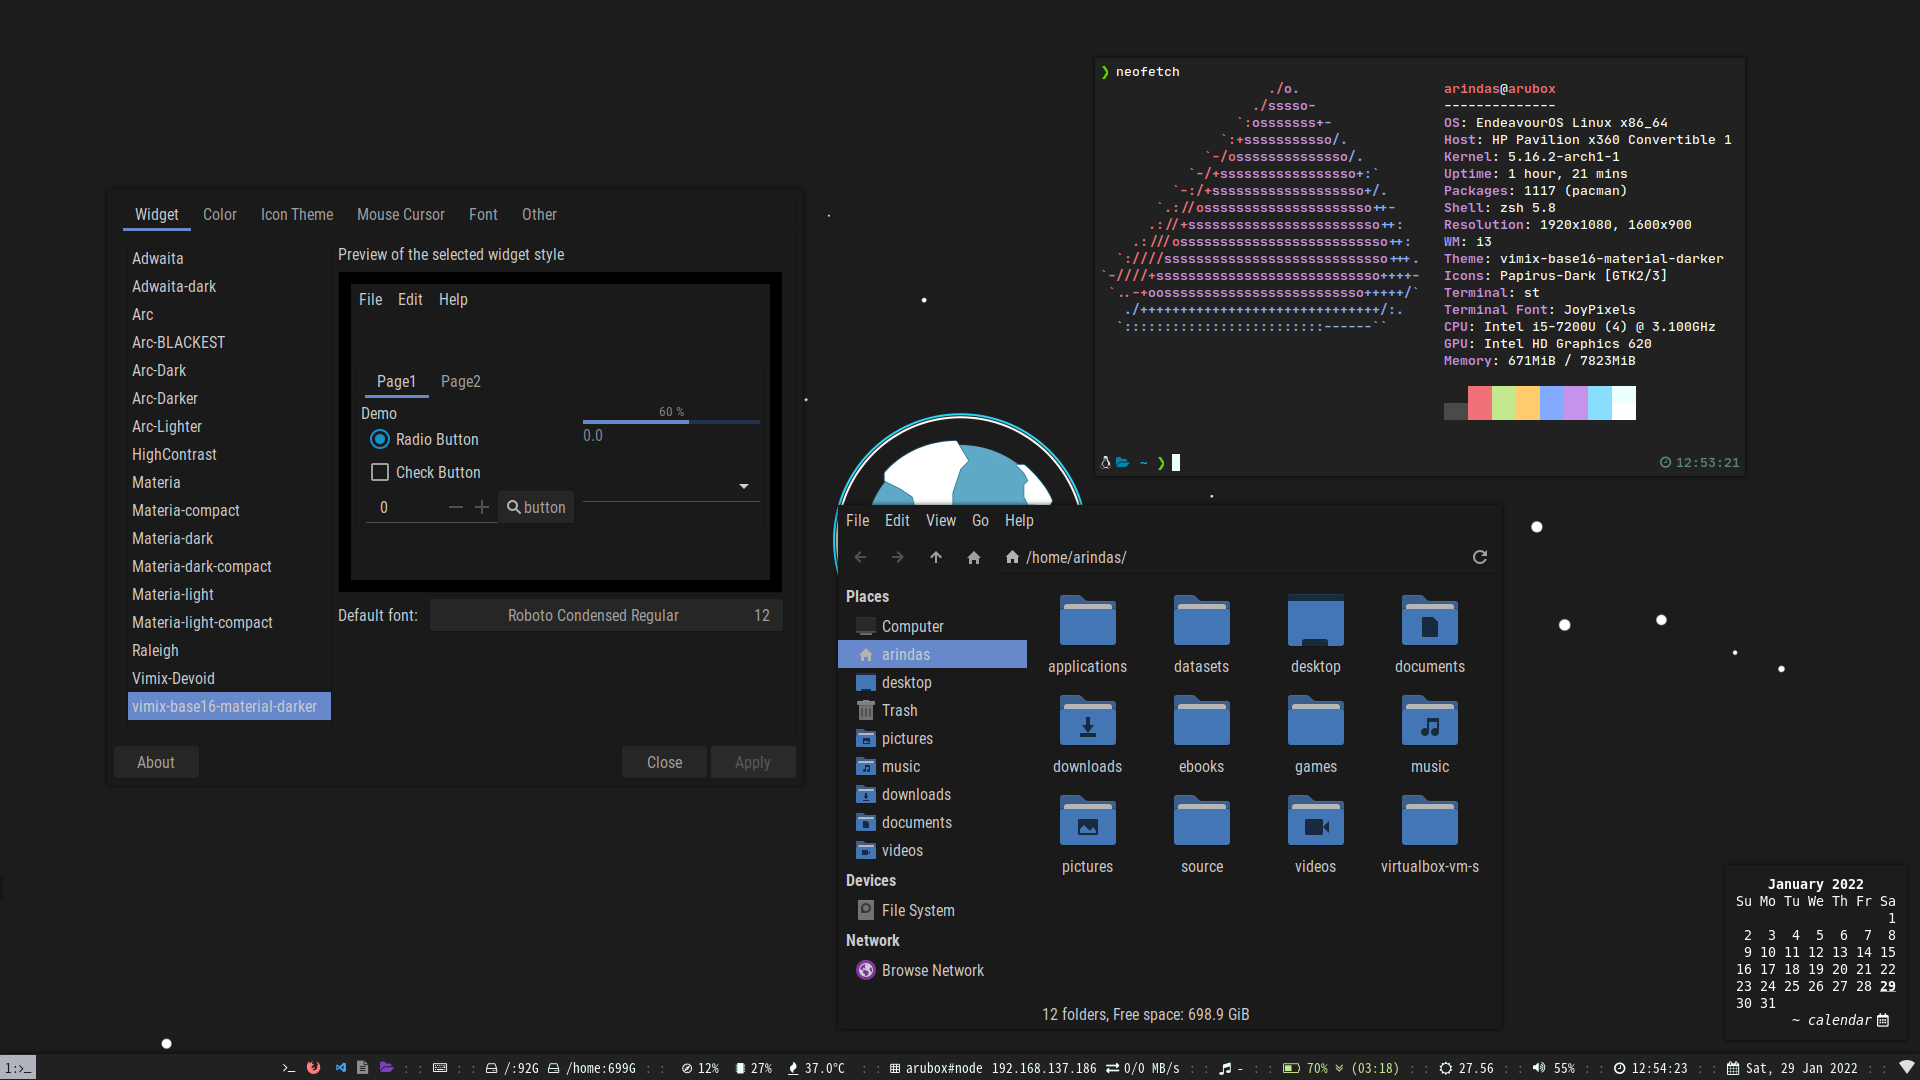 Widget Color Icon Theme Mouse Cursor Font Other
Adwaita
Adwaita-dark
Arc
Arc-BLACKEST
Arc-Dark
Arc-Darker
Arc-Lighter
HighContrast
Materia
Materia-compact
Materia-dark
Materia-dark-compact
Materia-light
Materia-light-compact
Raleigh
Vimix-Devoid
vimix-base16-material-darker
Preview of the selected widget style
File Edit Help
Page1 Page2
Demo
Radio Button
Check Button
0 button
60 %
0.0
Default font: Roboto Condensed Regular 12
About Close Apply
❯ neofetch
./o.
./sssso-
`:osssssss+-
`:+sssssssssso/.
`-/ossssssssssssso/.
`-/+sssssssssssssssso+:`
`-:/+sssssssssssssssssso+/.
`.://osssssssssssssssssssso++-
.://+ssssssssssssssssssssssso++:
.:///ossssssssssssssssssssssssso++:
`:////ssssssssssssssssssssssssssso+++.
`-////+ssssssssssssssssssssssssssso++++-
`..-+oosssssssssssssssssssssssso+++++/`
./++++++++++++++++++++++++++++++/:.
`:::::::::::::::::::::::::------``
arindas@arubox
--------------
OS: EndeavourOS Linux x86_64
Host: HP Pavilion x360 Convertible 1
Kernel: 5.16.2-arch1-1
Uptime: 1 hour, 21 mins
Packages: 1117 (pacman)
Shell: zsh 5.8
Resolution: 1920x1080, 1600x900
WM: i3
Theme: vimix-base16-material-darker
Icons: Papirus-Dark [GTK2/3]
Terminal: st
Terminal Font: JoyPixels
CPU: Intel i5-7200U (4) @ 3.100GHz
GPU: Intel HD Graphics 620
Memory: 671MiB / 7823MiB
~ ❯ 12:53:21
File Edit View Go Help
/home/arindas/
Places
Computer
arindas
desktop
Trash
pictures
music
downloads
documents
videos
Devices
File System
Network
Browse Network
applications datasets desktop documents
downloads ebooks games music
pictures source videos virtualbox-vm-s
12 folders, Free space: 698.9 GiB
January 2022
Su Mo Tu We Th Fr Sa
1
2 3 4 5 6 7 8
9 10 11 12 13 14 15
16 17 18 19 20 21 22
23 24 25 26 27 28 29
30 31
~ calendar
1:>_ >_ : : : : /:92G /home:699G : : 12% 27% 37.0°C : : arubox#node 192.168.137.186 0/0 MB/s : : - : : 70% (03:18) : : 27.56 : : 55% : : 12:54:23 : : Sat, 29 Jan 2022 : :